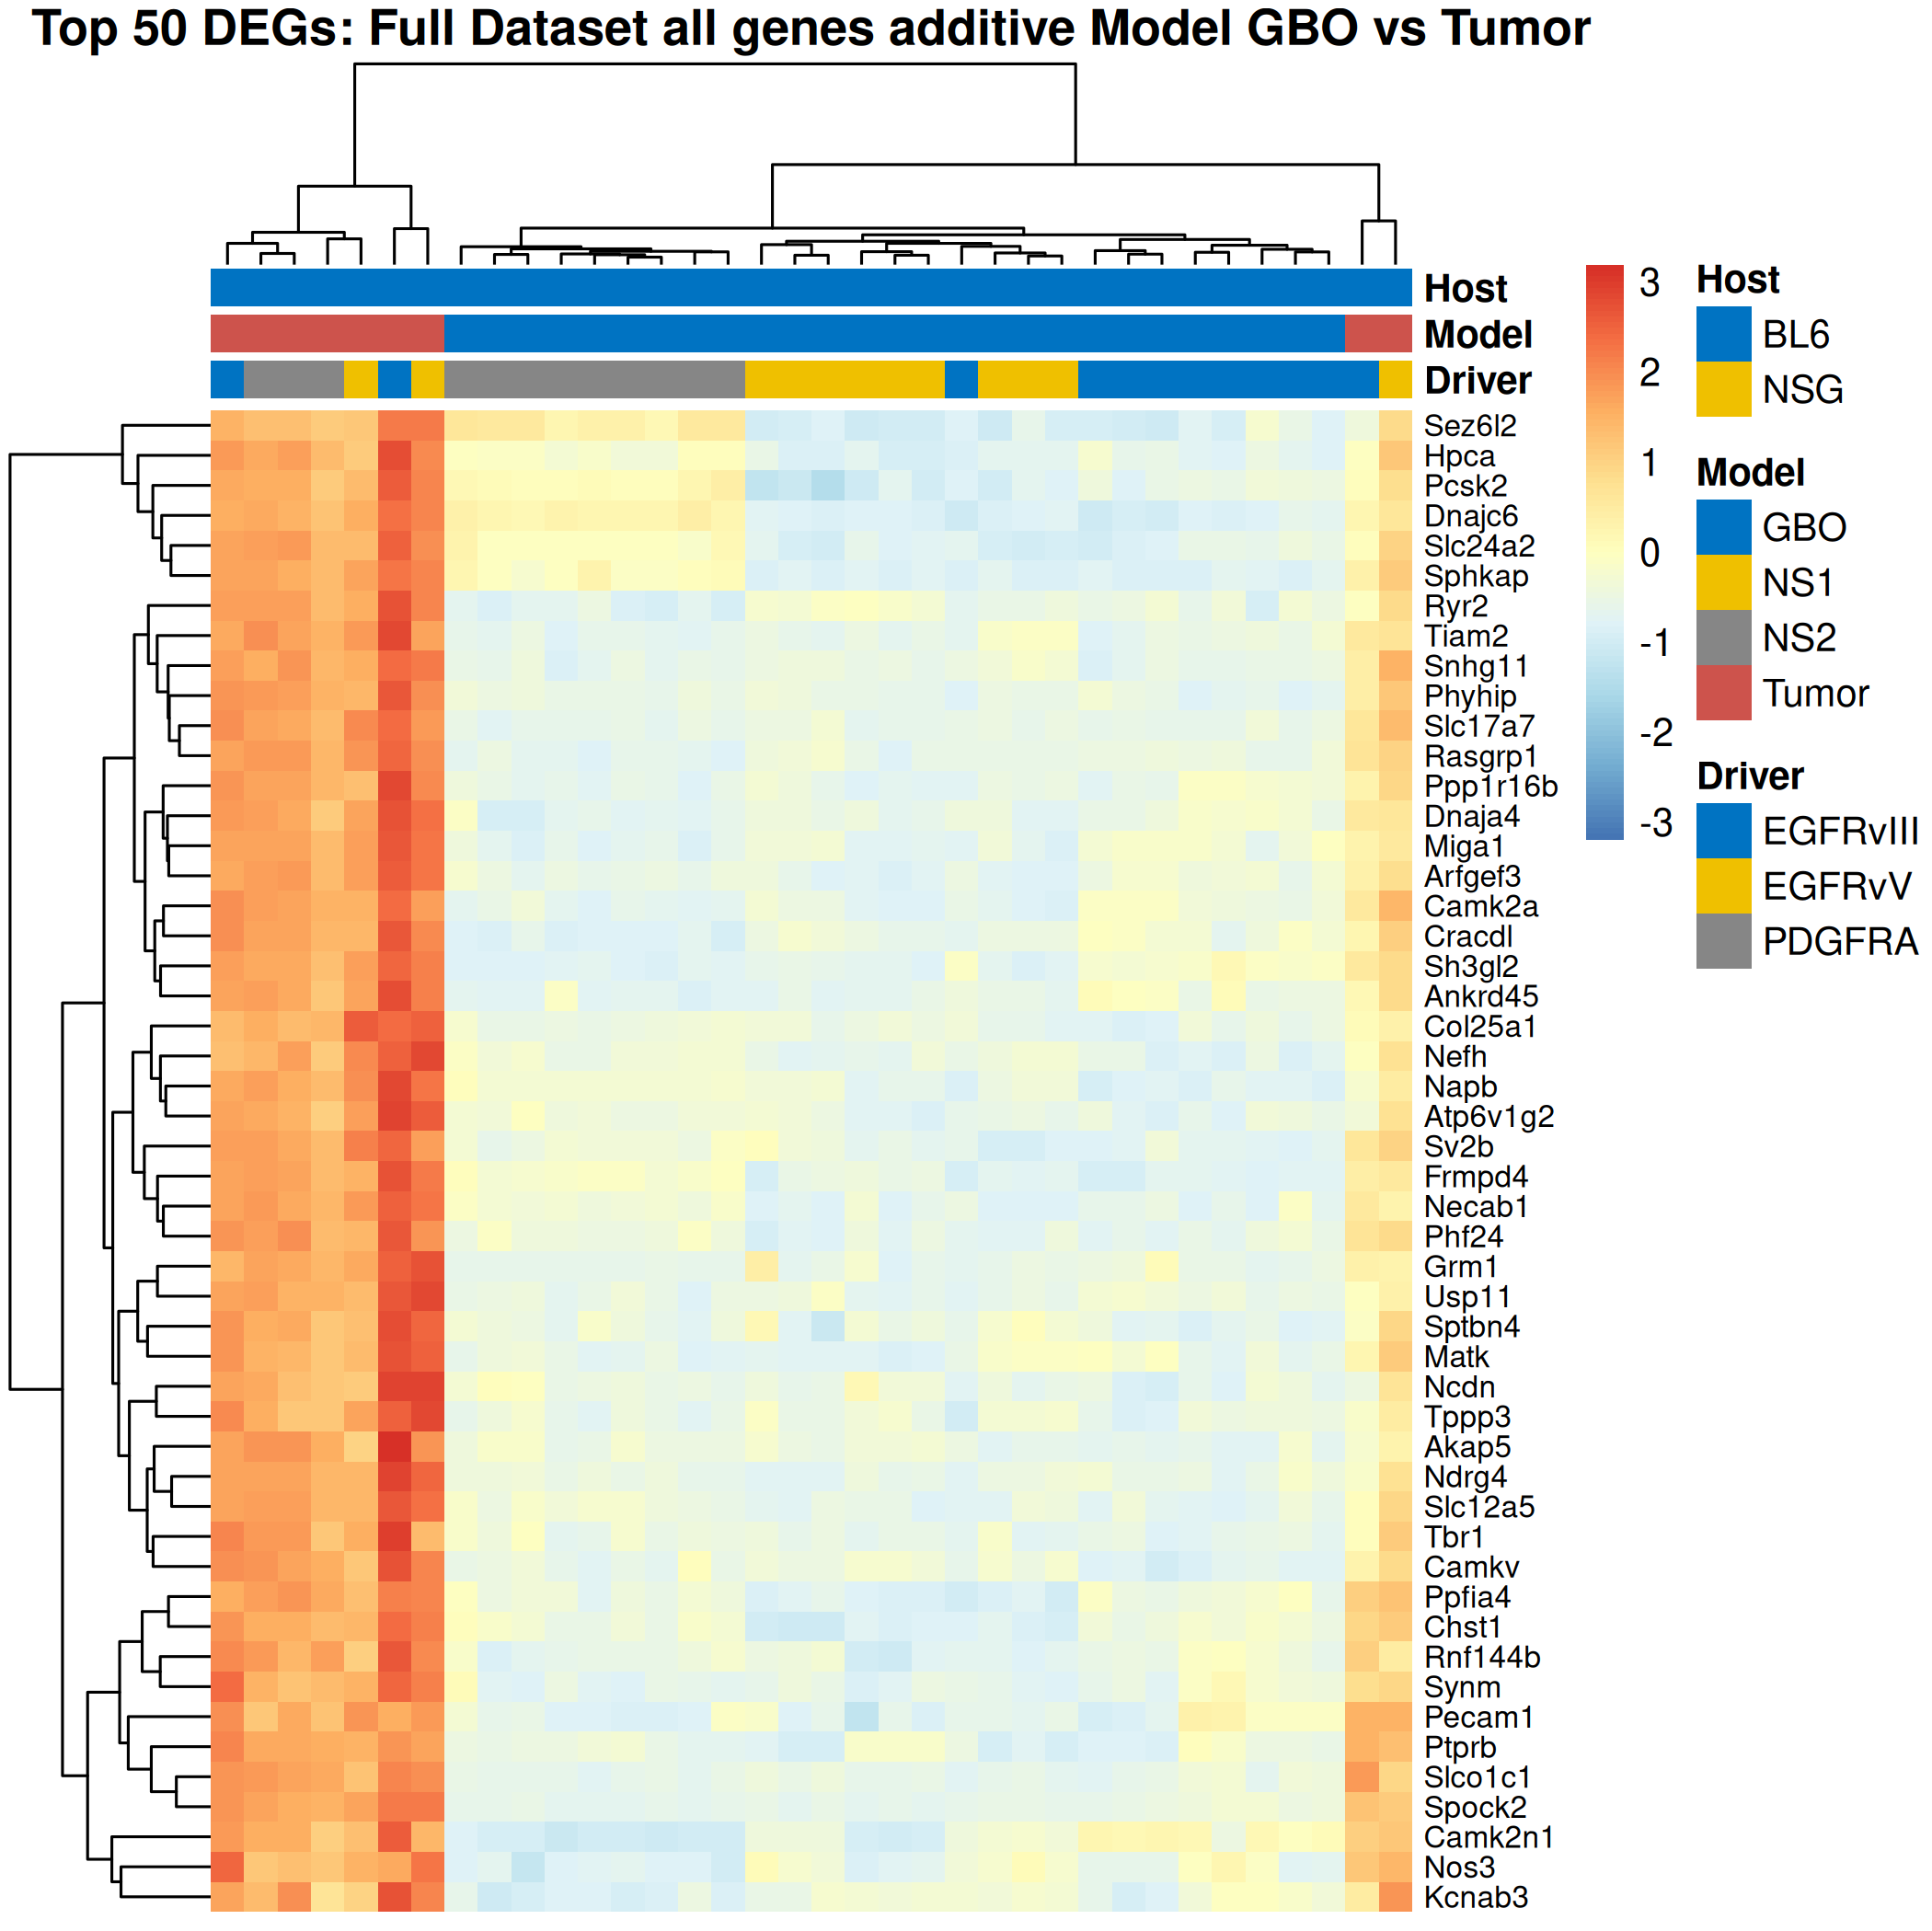 Top 50 DEGs: Full Dataset all genes additive Model GBO vs Tumor
Host
Model
Driver
Sez6l2
Hpca
Pcsk2
Dnajc6
Slc24a2
Sphkap
Ryr2
Tiam2
Snhg11
Phyhip
Slc17a7
Rasgrp1
Ppp1r16b
Dnaja4
Miga1
Arfgef3
Camk2a
Cracdl
Sh3gl2
Ankrd45
Col25a1
Nefh
Napb
Atp6v1g2
Sv2b
Frmpd4
Necab1
Phf24
Grm1
Usp11
Sptbn4
Matk
Ncdn
Tppp3
Akap5
Ndrg4
Slc12a5
Tbr1
Camkv
Ppfia4
Chst1
Rnf144b
Synm
Pecam1
Ptprb
Slco1c1
Spock2
Camk2n1
Nos3
Kcnab3
3
2
1
0
-1
-2
-3
Host
BL6
NSG
Model
GBO
NS1
NS2
Tumor
Driver
EGFRvIII
EGFRvV
PDGFRA